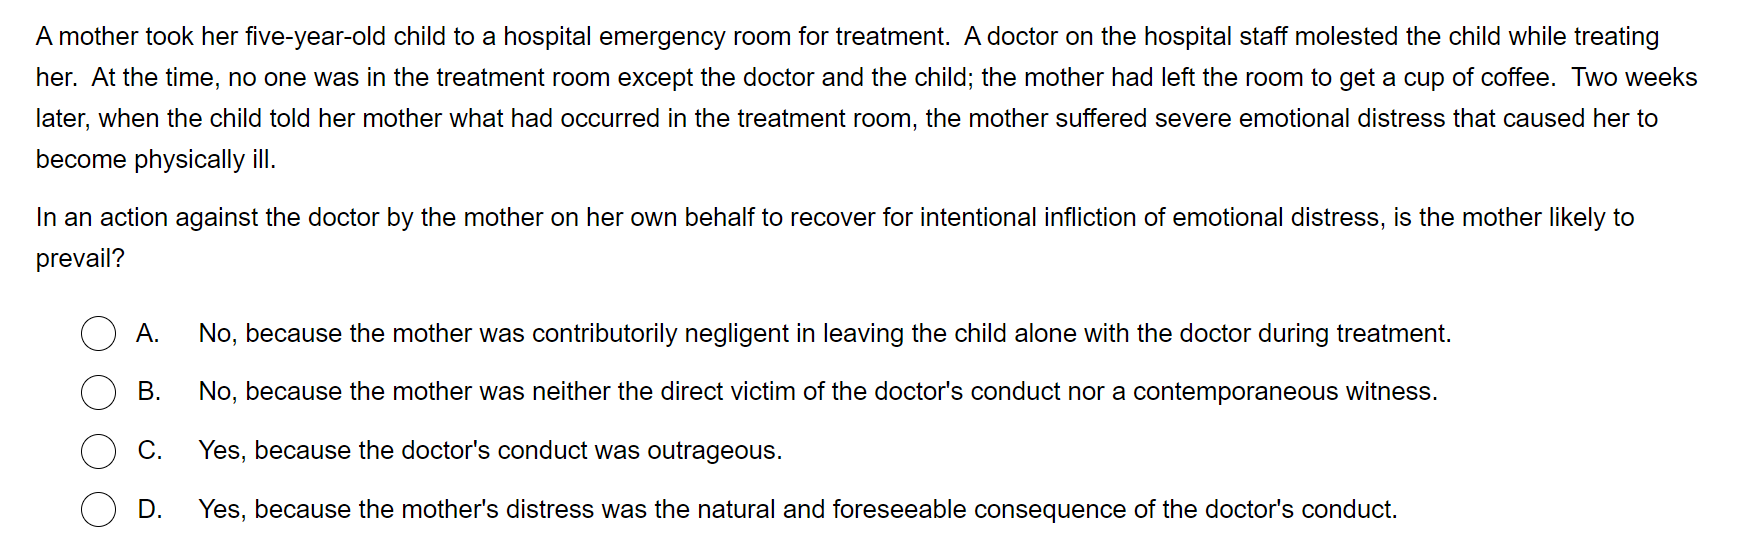 A mother took her five-year-old child to a hospital emergency room for treatment.  A doctor on the hospital staff molested the child while treating
her.  At the time, no one was in the treatment room except the doctor and the child; the mother had left the room to get a cup of coffee.  Two weeks
later, when the child told her mother what had occurred in the treatment room, the mother suffered severe emotional distress that caused her to
become physically ill.
In an action against the doctor by the mother on her own behalf to recover for intentional infliction of emotional distress, is the mother likely to
prevail?
A. No, because the mother was contributorily negligent in leaving the child alone with the doctor during treatment.
B. No, because the mother was neither the direct victim of the doctor's conduct nor a contemporaneous witness.
C. Yes, because the doctor's conduct was outrageous.
D. Yes, because the mother's distress was the natural and foreseeable consequence of the doctor's conduct.